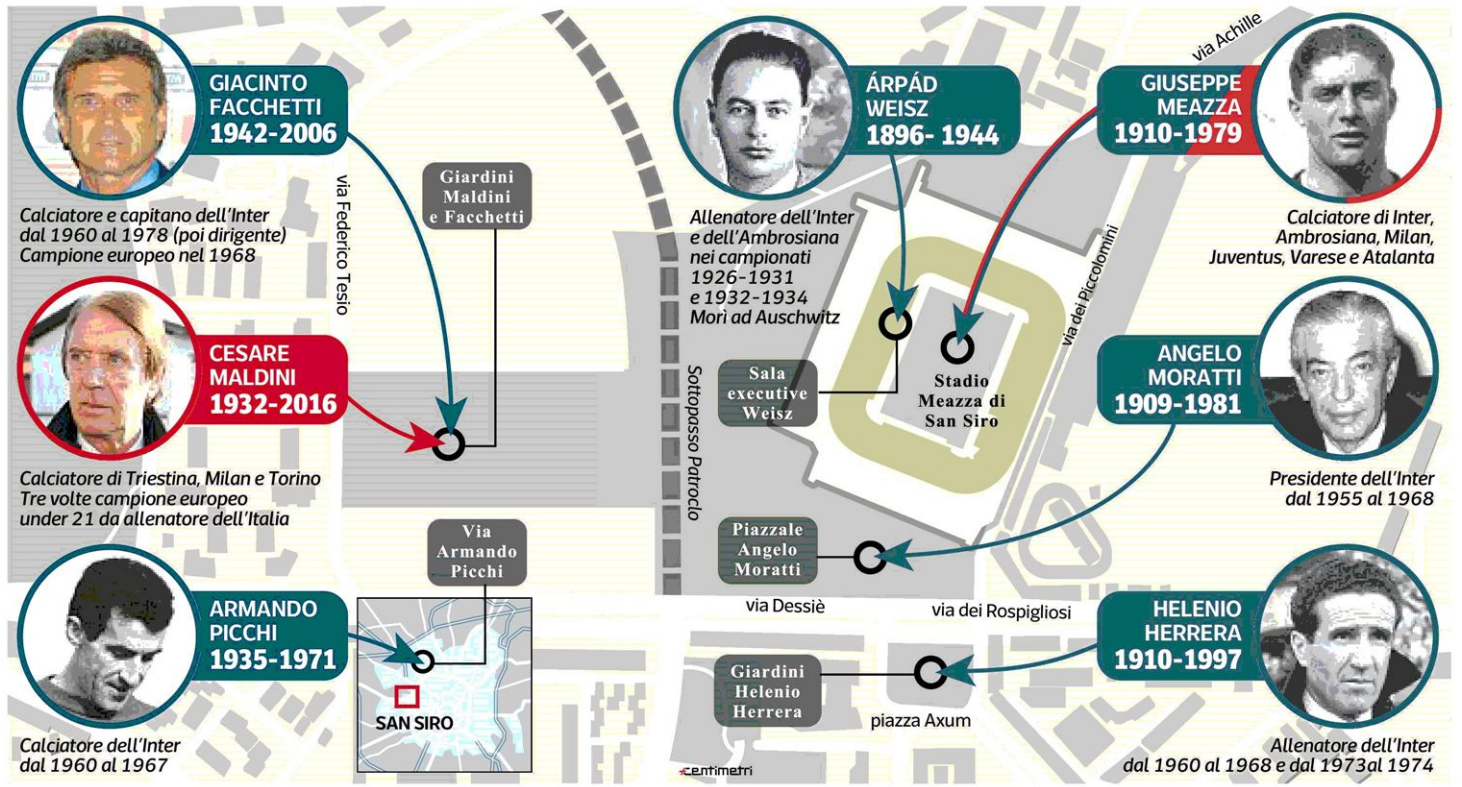 GIACINTO
FACCHETTI
1942-2006
Calciatore e capitano dell'Inter
dal 1960 al 1978 (poi dirigente)
Campione europeo nel 1968
CESARE
MALDINI
1932-2016
Calciatore di Triestina, Milan e Torino
Tre volte campione europeo
under 21 da allenatore dell'Italia
ARMANDO
PICCHI
1935-1971
Calciatore dell'Inter
dal 1960 al 1967
via Federico Tesio
Giardini
Maldini
e Facchetti
Via
Armando
Picchi
SAN SIRO
Sottopasso Patroclo
ÁRPÁD
WEISZ
1896- 1944
Allenatore dell'Inter
e dell'Ambrosiana
nei campionati
1926-1931
e 1932-1934
Morì ad Auschwitz
Sala
executive
Weisz
Stadio
Meazza di
San Siro
Piazzale
Angelo
Moratti
via Dessiè
via dei Rospigliosi
Giardini
Helenio
Herrera
piazza Axum
centimetri
via Achille
via dei Piccolomini
GIUSEPPE
MEAZZA
1910-1979
Calciatore di Inter,
Ambrosiana, Milan,
Juventus, Varese e Atalanta
ANGELO
MORATTI
1909-1981
Presidente dell'Inter
dal 1955 al 1968
HELENIO
HERRERA
1910-1997
Allenatore dell'Inter
dal 1960 al 1968 e dal 1973al 1974